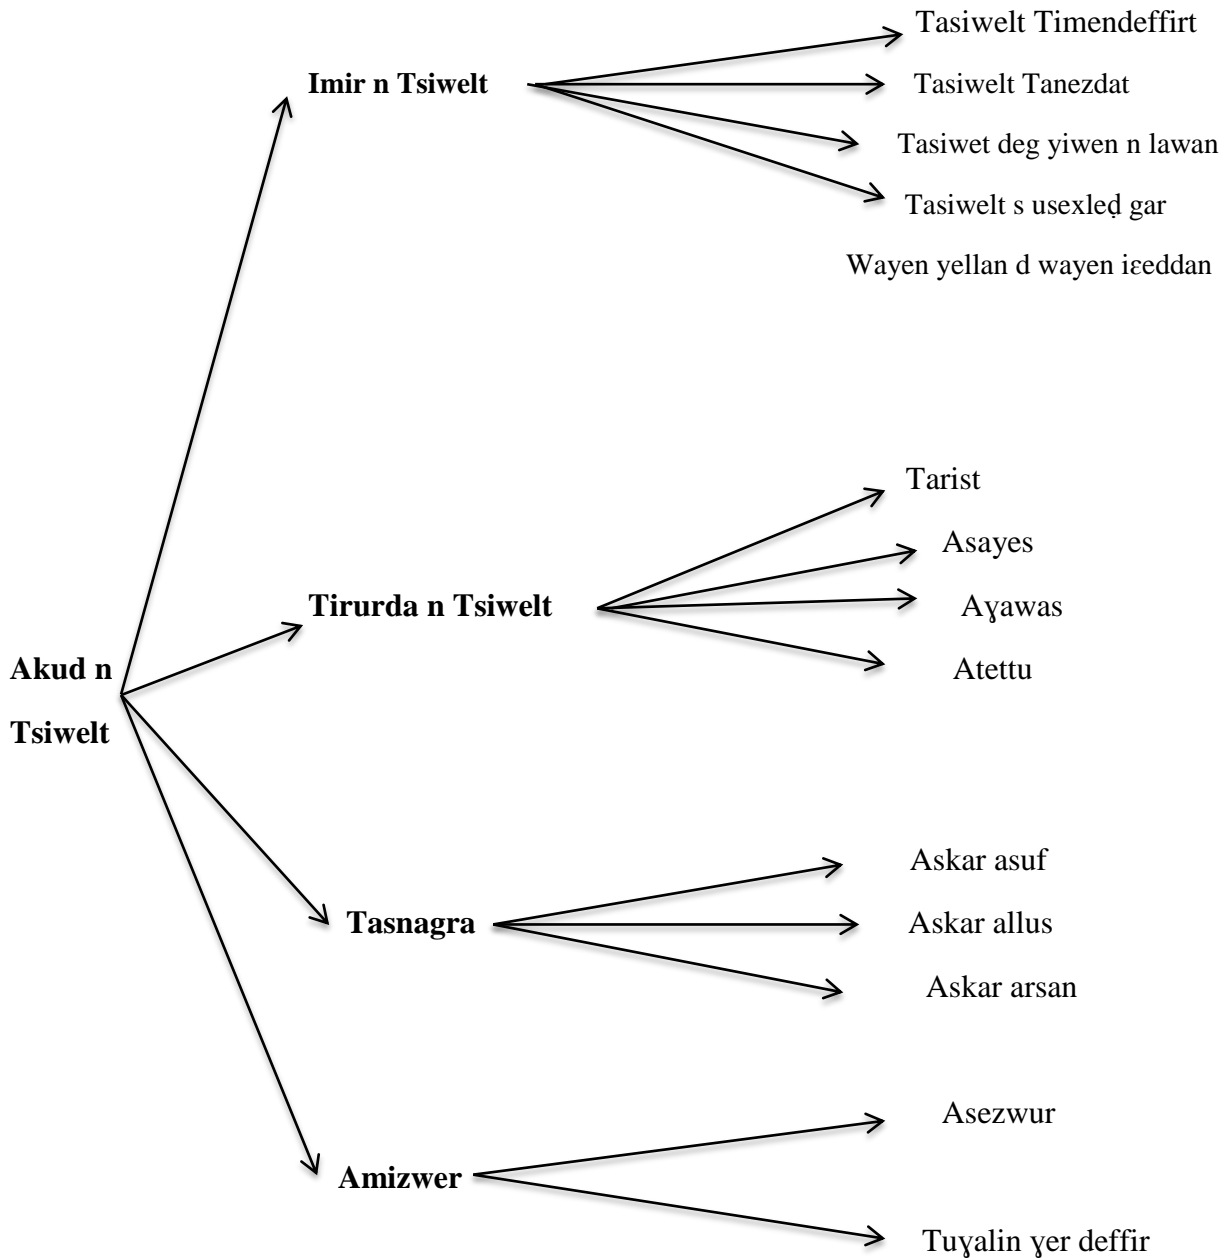 Tasiwelt Timendeffirt
Imir n Tsiwelt
Tasiwelt Tanezdat
Tasiwet deg yiwen n lawan
Tasiwelt s usexleḍ gar
Wayen yellan d wayen iɛeddan
Tarist
Asayes
Tirurda n Tsiwelt
Aɣawas
Atettu
Akud n
Tsiwelt
Askar asuf
Tasnagra
Askar allus
Askar arsan
Asezwur
Amizwer
Tuɣalin ɣer deffir